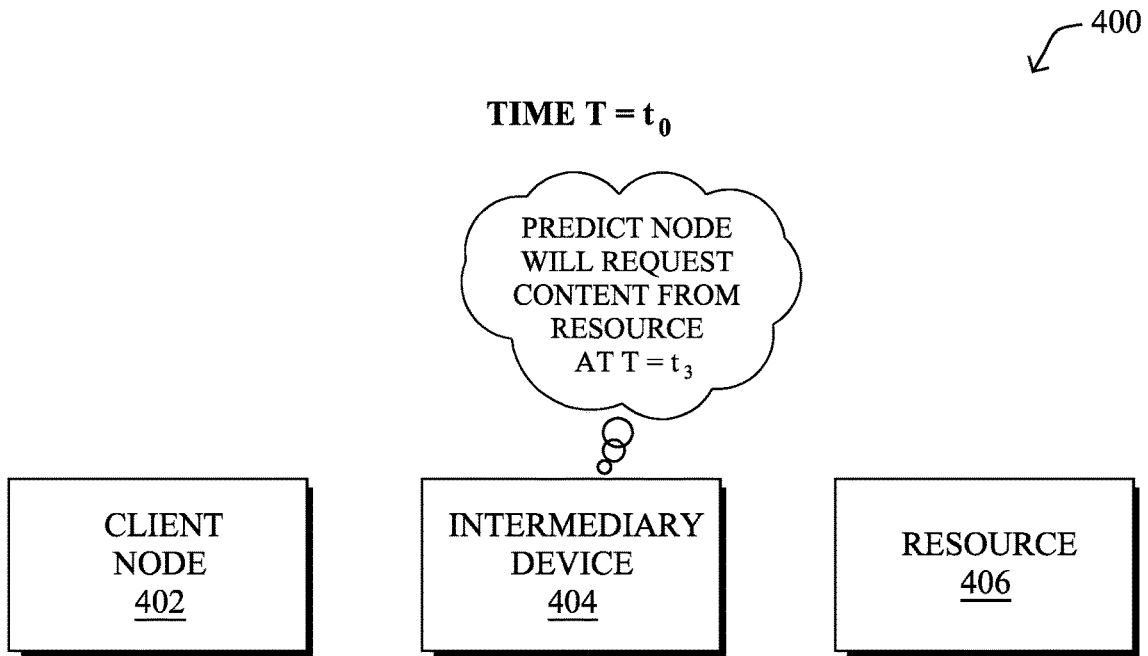 400
TIME T = t₀
PREDICT NODE
WILL REQUEST
CONTENT FROM
RESOURCE
AT T = t₃
CLIENT
NODE
402
INTERMEDIARY
DEVICE
404
RESOURCE
406